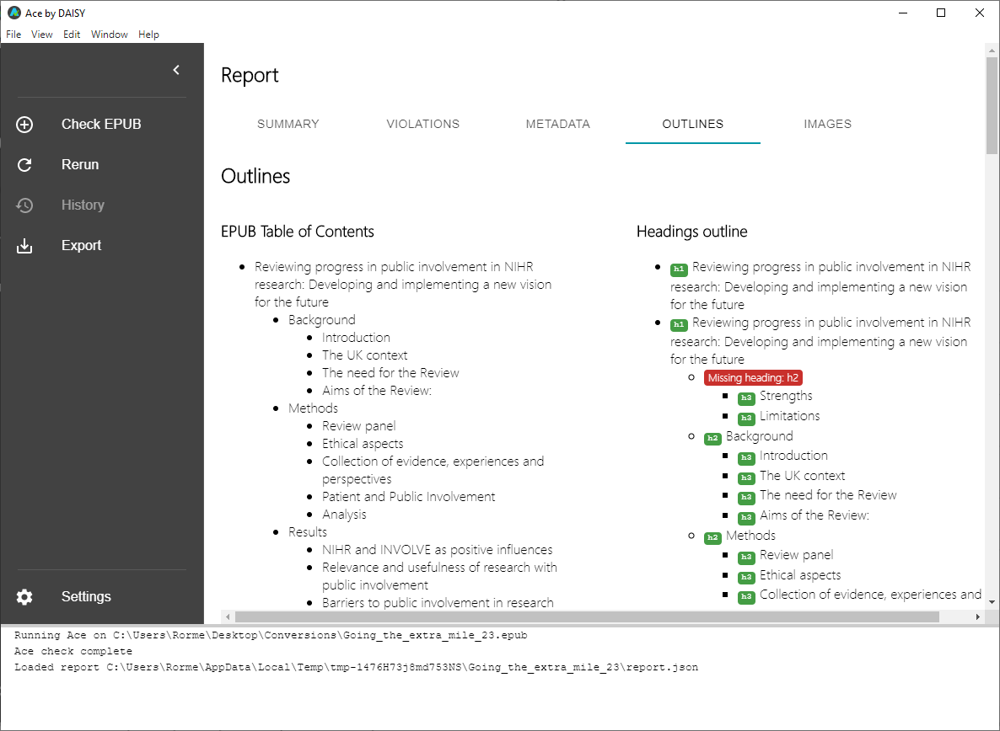 Ace by DAISY
File View Edit Window Help
Check EPUB
Rerun
History
Export
Settings
Report
SUMMARY VIOLATIONS METADATA OUTLINES IMAGES
Outlines
EPUB Table of Contents
Reviewing progress in public involvement in NIHR
research: Developing and implementing a new vision
for the future
Background
Introduction
The UK context
The need for the Review
Aims of the Review:
Methods
Review panel
Ethical aspects
Collection of evidence, experiences and
perspectives
Patient and Public Involvement
Analysis
Results
NIHR and INVOLVE as positive influences
Relevance and usefulness of research with
public involvement
Barriers to public involvement in research
Headings outline
h1 Reviewing progress in public involvement in NIHR
research: Developing and implementing a new vision
for the future
h1 Reviewing progress in public involvement in NIHR
research: Developing and implementing a new vision
for the future
Missing heading: h2
h3 Strengths
h3 Limitations
h2 Background
h3 Introduction
h3 The UK context
h3 The need for the Review
h3 Aims of the Review:
h2 Methods
h3 Review panel
h3 Ethical aspects
h3 Collection of evidence, experiences and
Running Ace on C:\Users\Rorme\Desktop\Conversions\Going_the_extra_mile_23.epub
Ace check complete
Loaded report C:\Users\Rorme\AppData\Local\Temp\tmp-1476H73j8md753NS\Going_the_extra_mile_23\report.json